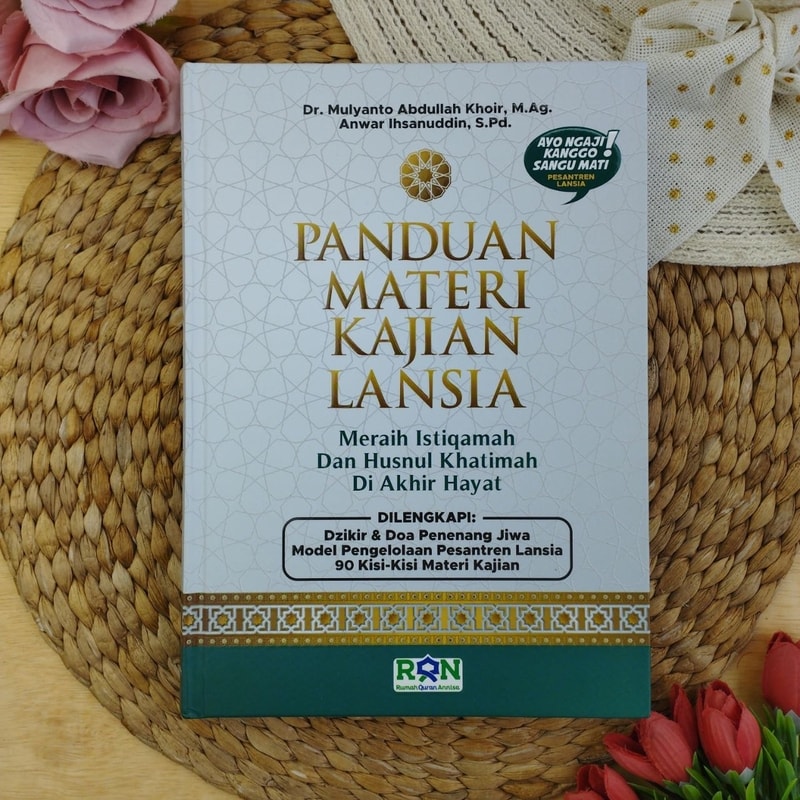 Dr. Mulyanto Abdullah Khoir, M.Ag.
Anwar Ihsanuddin, S.Pd.
AYO NGAJI
KANGGO
SANGU MATI!
PESANTREN
LANSIA
PANDUAN
MATERI
KAJIAN
LANSIA
Meraih Istiqamah
Dan Husnul Khatimah
Di Akhir Hayat
DILENGKAPI:
Dzikir & Doa Penenang Jiwa
Model Pengelolaan Pesantren Lansia
90 Kisi-Kisi Materi Kajian
RQN
Rumah Quran Annisa